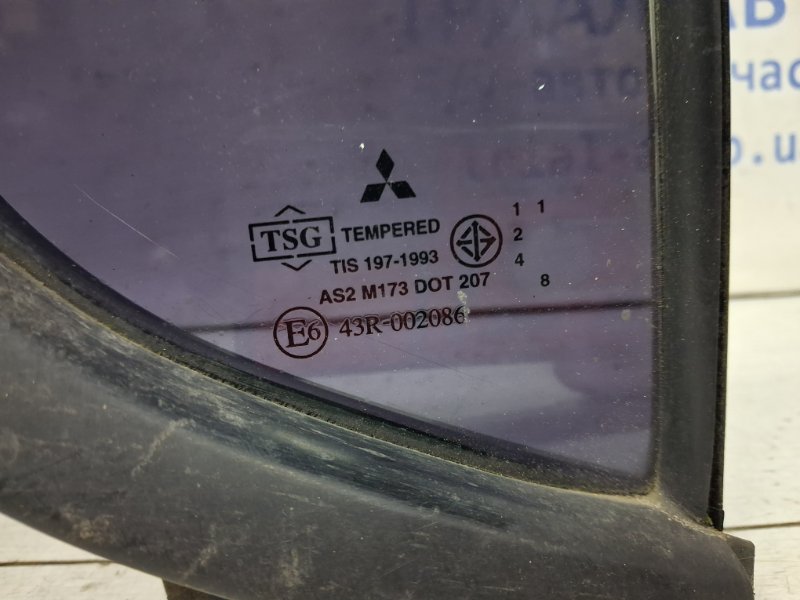 TSG TEMPERED
TIS 197-1993
AS2 M173 DOT 207
E6 43R-002086
1 1
2
4
8